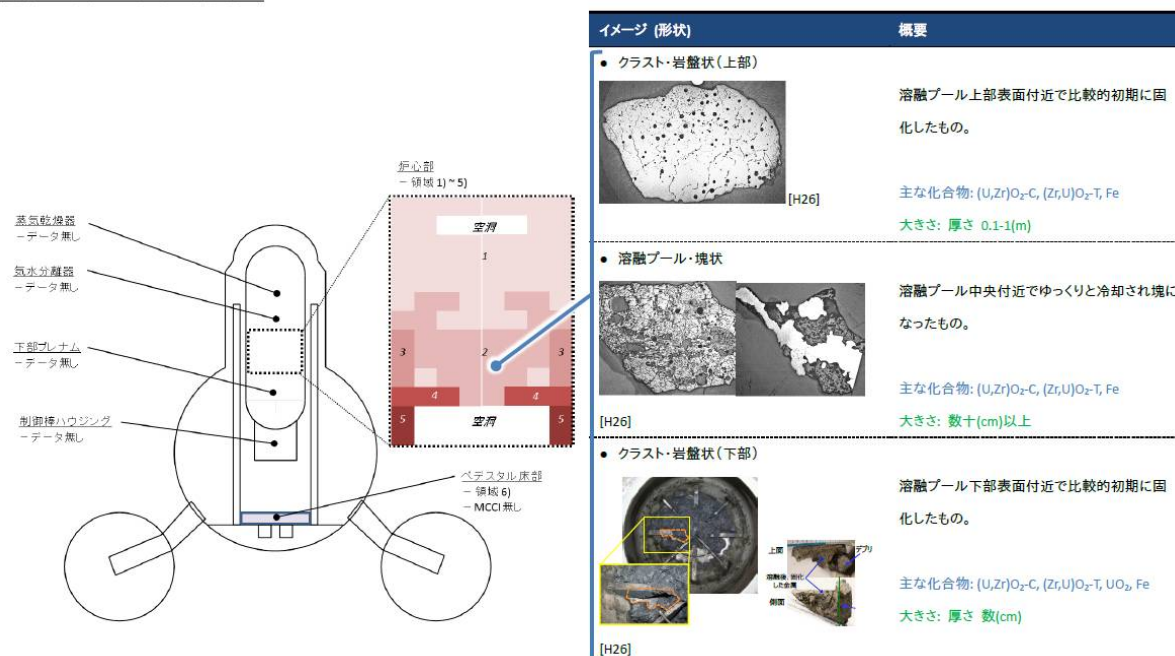 蒸気乾燥器
－データ無し
気水分離器
－データ無し
下部プレナム
－データ無し
制御棒ハウジング
－データ無し
炉心部
－ 領域 1) ~ 5)
空洞
1
2
3
3
4
4
5
空洞
5
ペデスタル床部
－ 領域 6)
－ MCCI 無し
イメージ (形状)
概要
● クラスト・岩盤状（上部）
[H26]
溶融プール上部表面付近で比較的初期に固
化したもの。
主な化合物: (U,Zr)O₂-C, (Zr,U)O₂-T, Fe
大きさ: 厚さ 0.1-1(m)
● 溶融プール・塊状
[H26]
溶融プール中央付近でゆっくりと冷却され塊に
なったもの。
主な化合物: (U,Zr)O₂-C, (Zr,U)O₂-T, Fe
大きさ: 数十(cm)以上
● クラスト・岩盤状（下部）
上面
デブリ
溶融後、固化
した金属
側面
[H26]
溶融プール下部表面付近で比較的初期に固
化したもの。
主な化合物: (U,Zr)O₂-C, (Zr,U)O₂-T, UO₂, Fe
大きさ: 厚さ 数(cm)